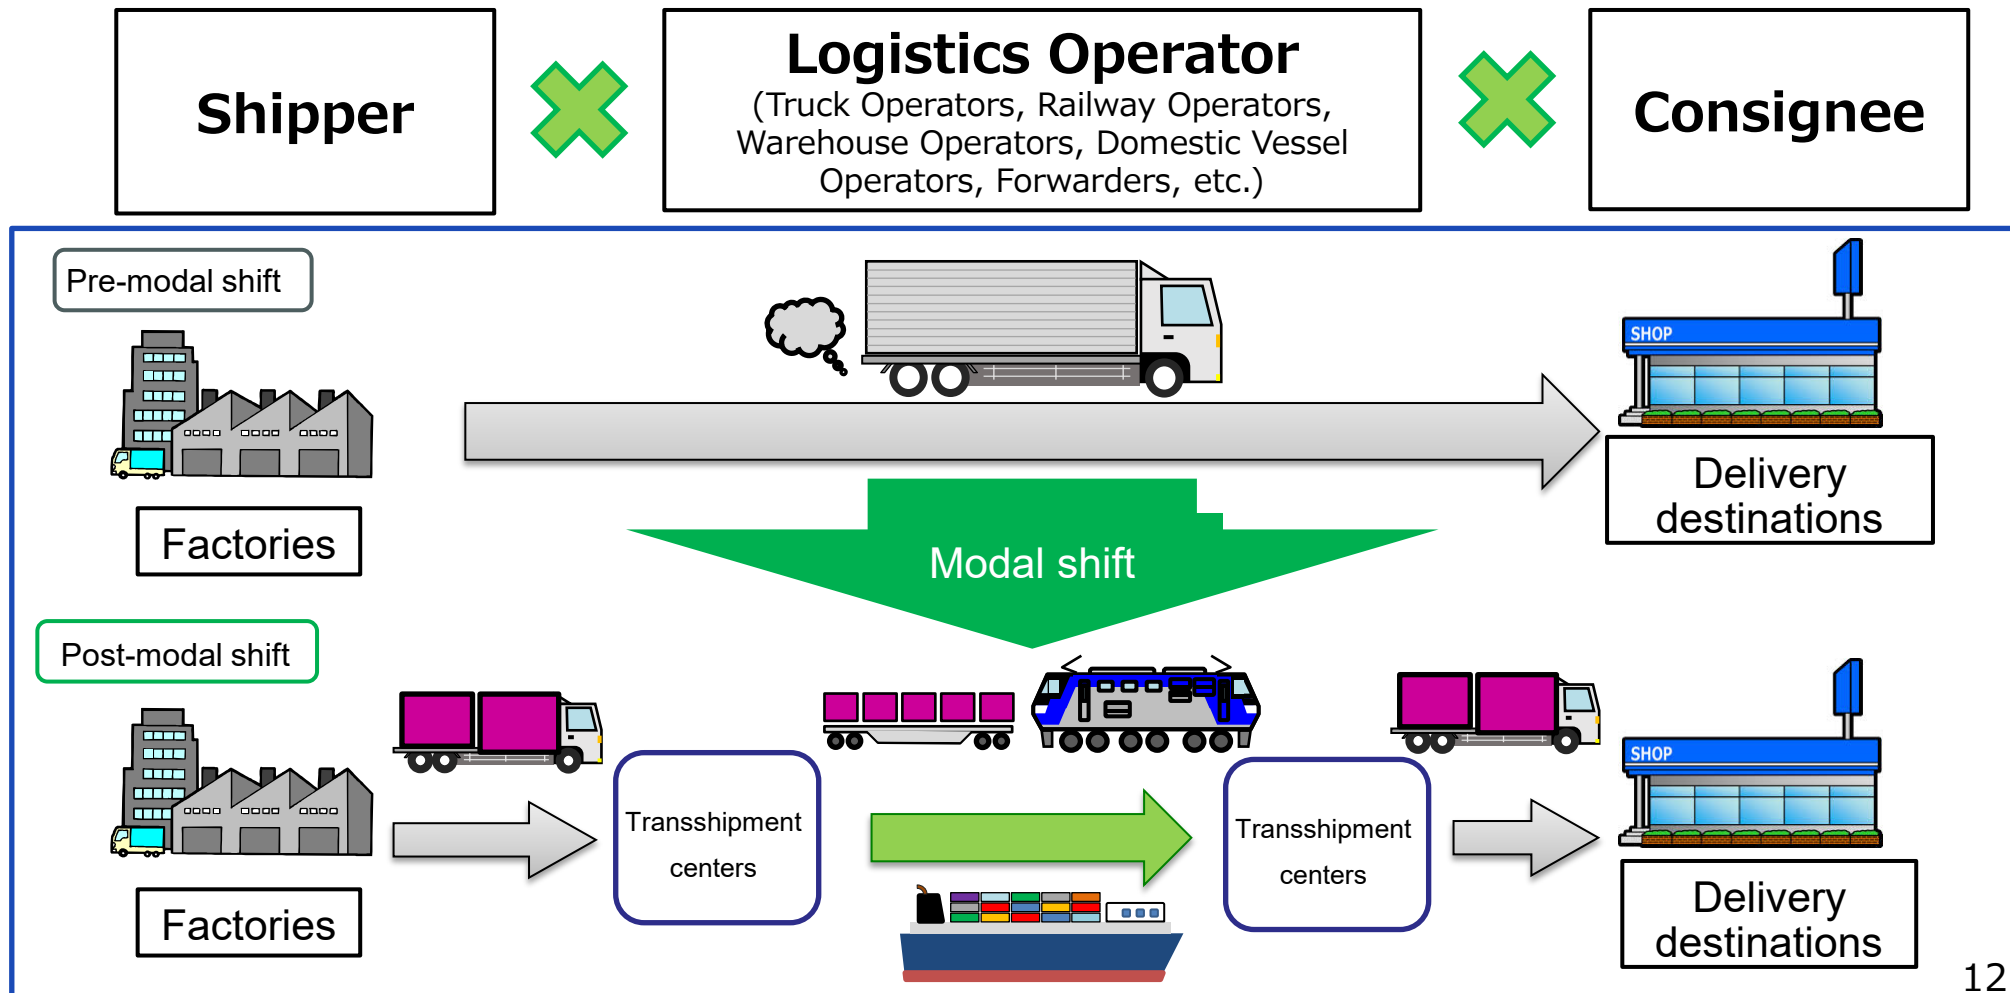 Shipper
Logistics Operator
(Truck Operators, Railway Operators,
Warehouse Operators, Domestic Vessel
Operators, Forwarders, etc.)
Consignee
Pre-modal shift
SHOP
Factories
Delivery
destinations
Modal shift
Post-modal shift
SHOP
Transshipment
centers
Transshipment
centers
Factories
Delivery
destinations
12